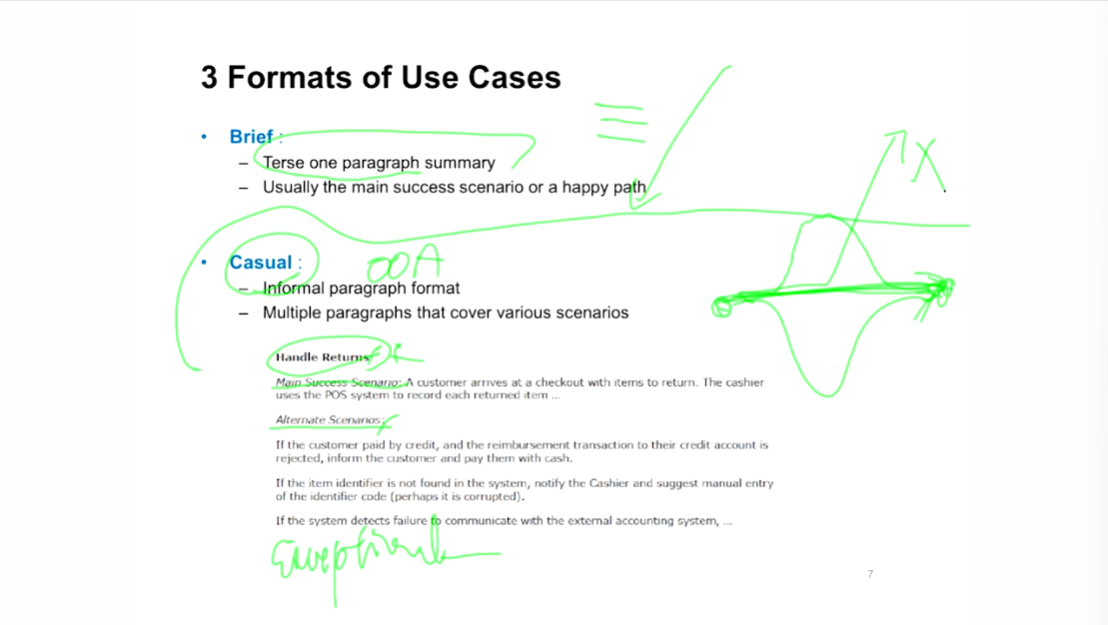 3 Formats of Use Cases
• Brief :
– Terse one paragraph summary
– Usually the main success scenario or a happy path
X
• Casual :
OOA
– Informal paragraph format
– Multiple paragraphs that cover various scenarios
Handle Returns
Main Success Scenario: A customer arrives at a checkout with items to return. The cashier
uses the POS system to record each returned item ...
Alternate Scenarios:
If the customer paid by credit, and the reimbursement transaction to their credit account is
rejected, inform the customer and pay them with cash.
If the item identifier is not found in the system, notify the Cashier and suggest manual entry
of the identifier code (perhaps it is corrupted).
If the system detects failure to communicate with the external accounting system, ...
7